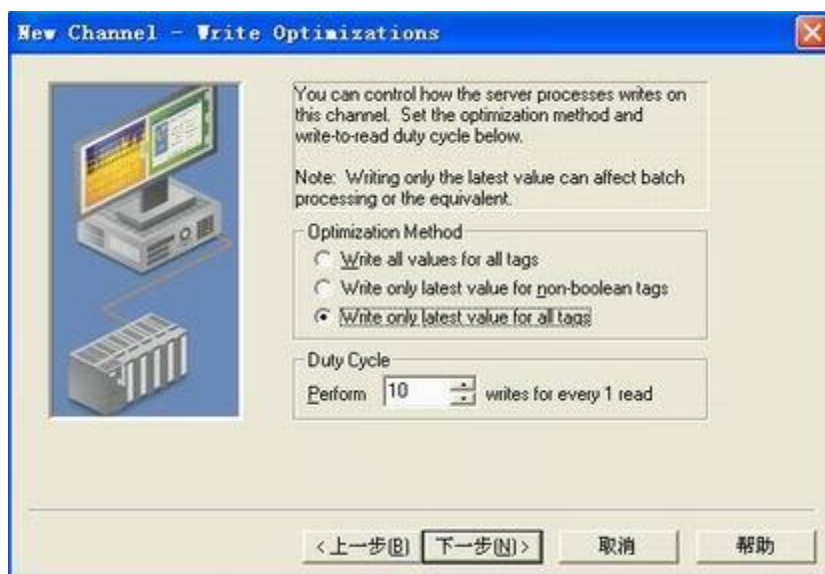 New Channel - Write Optimizations
You can control how the server processes writes on
this channel. Set the optimization method and
write-to-read duty cycle below.
Note: Writing only the latest value can affect batch
processing or the equivalent.
Optimization Method
Write all values for all tags
Write only latest value for non-boolean tags
Write only latest value for all tags
Duty Cycle
Perform 10 writes for every 1 read
<上一步(B) 下一步(N)> 取消 帮助